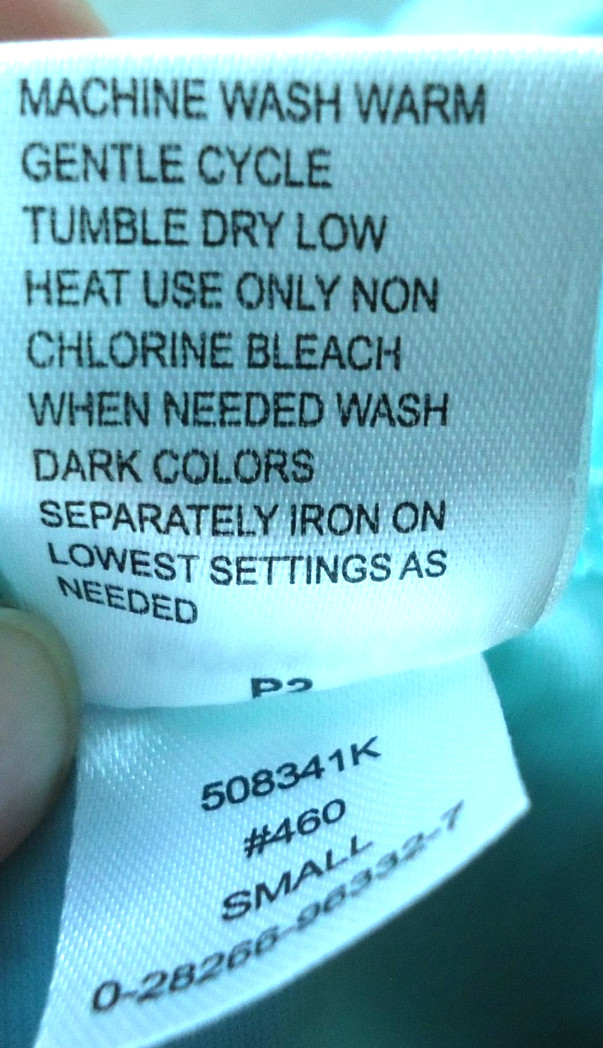 MACHINE WASH WARM
GENTLE CYCLE
TUMBLE DRY LOW
HEAT USE ONLY NON
CHLORINE BLEACH
WHEN NEEDED WASH
DARK COLORS
SEPARATELY IRON ON
LOWEST SETTINGS AS
NEEDED
P2
508341K
#460
SMALL
0-28266-96332-7